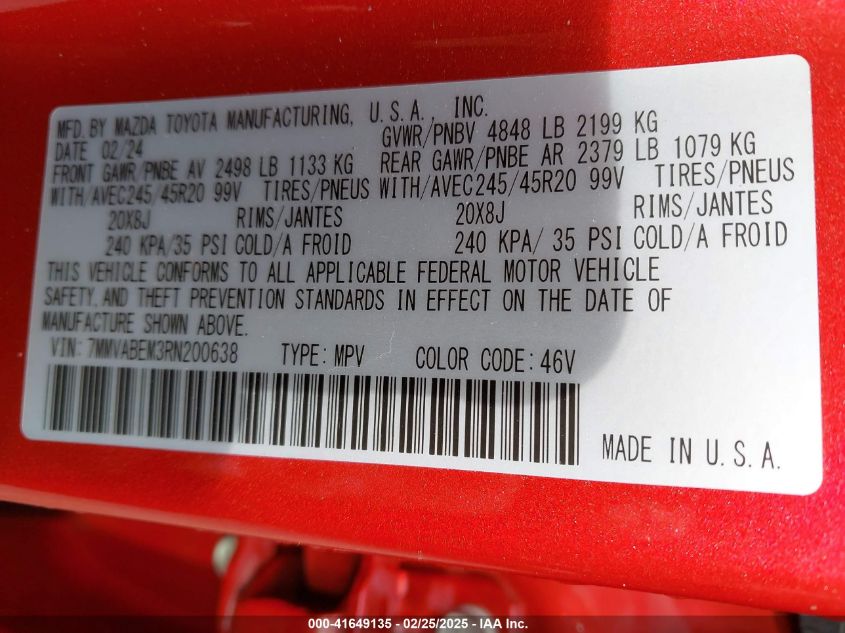 MFD. BY MAZDA TOYOTA MANUFACTURING, U.S.A., INC.
DATE 02/24 GVWR/PNBV 4848 LB 2199 KG
FRONT GAWR/PNBE AV 2498 LB 1133 KG REAR GAWR/PNBE AR 2379 LB 1079 KG
WITH/AVEC245/45R20 99V TIRES/PNEUS WITH/AVEC245/45R20 99V TIRES/PNEUS
20X8J RIMS/JANTES 20X8J RIMS/JANTES
240 KPA/35 PSI COLD/A FROID 240 KPA/ 35 PSI COLD/A FROID
THIS VEHICLE CONFORMS TO ALL APPLICABLE FEDERAL MOTOR VEHICLE
SAFETY, AND THEFT PREVENTION STANDARDS IN EFFECT ON THE DATE OF
MANUFACTURE SHOWN ABOVE.
VIN: 7MMVABEM3RN200638 TYPE: MPV COLOR CODE: 46V
MADE IN U.S.A.
000-41649135 - 02/25/2025 - IAA Inc.